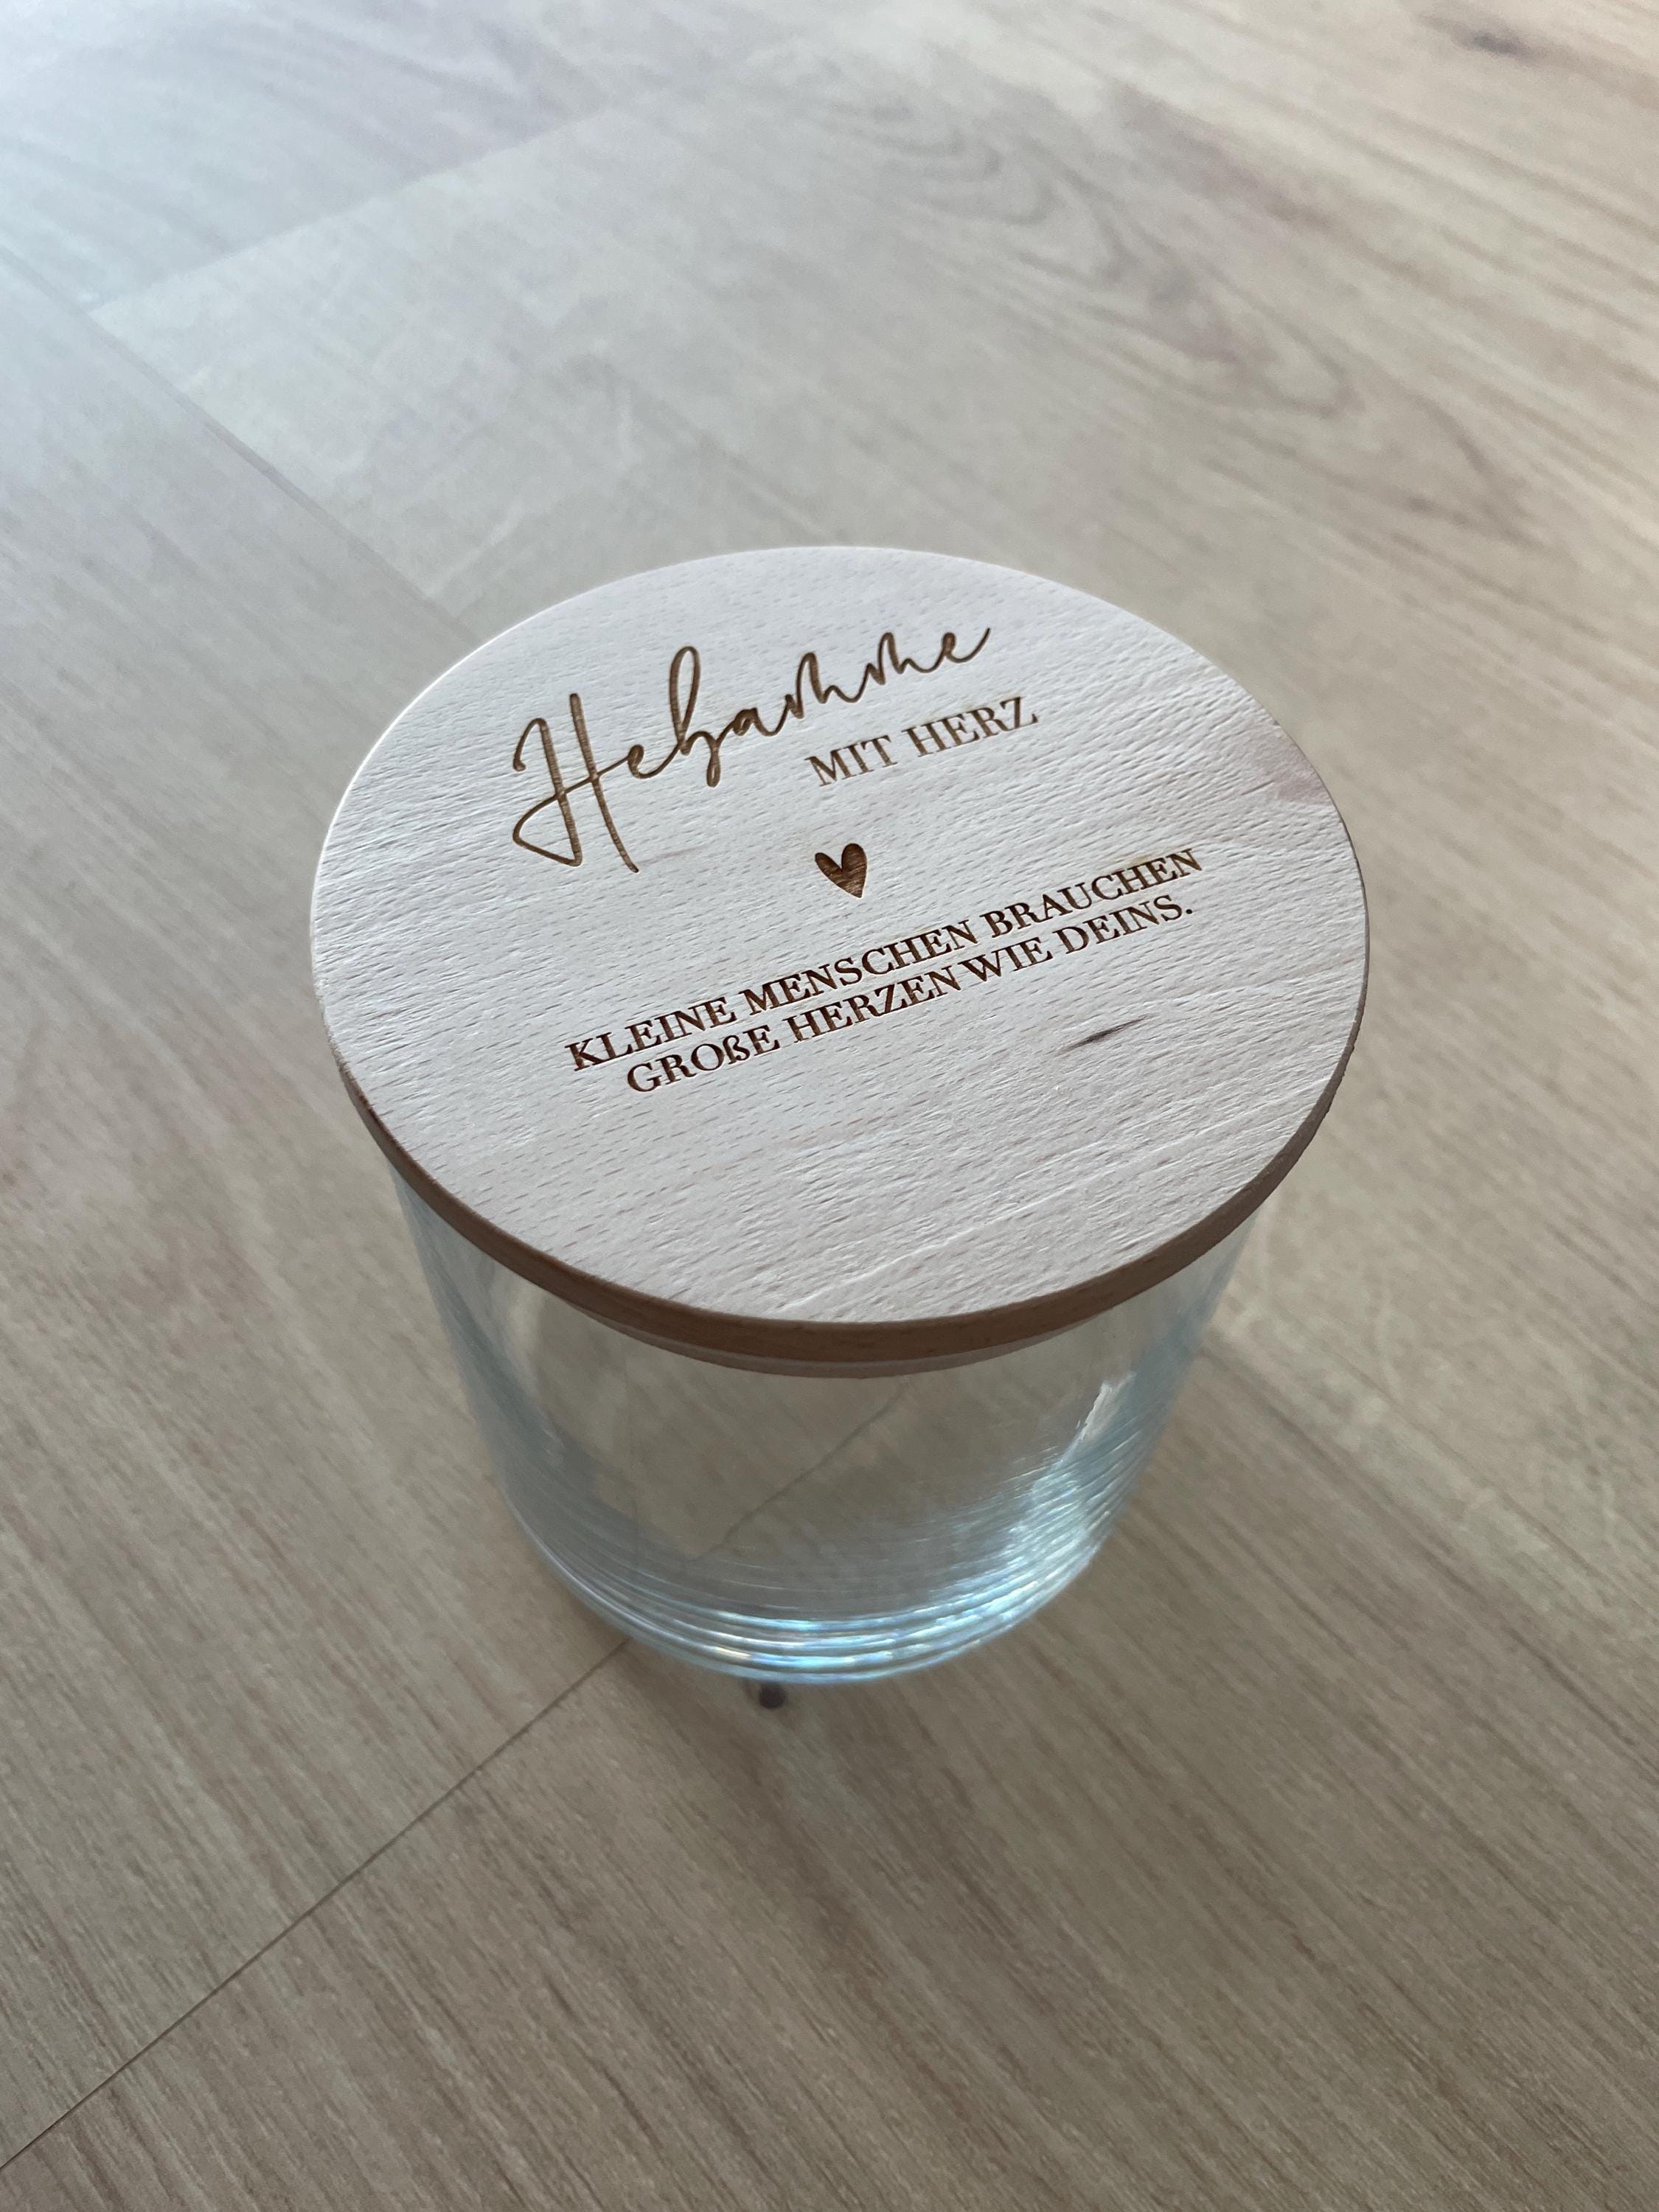 Hebamme
MIT HERZ
KLEINE MENSCHEN BRAUCHEN
GROßE HERZEN WIE DEINS.